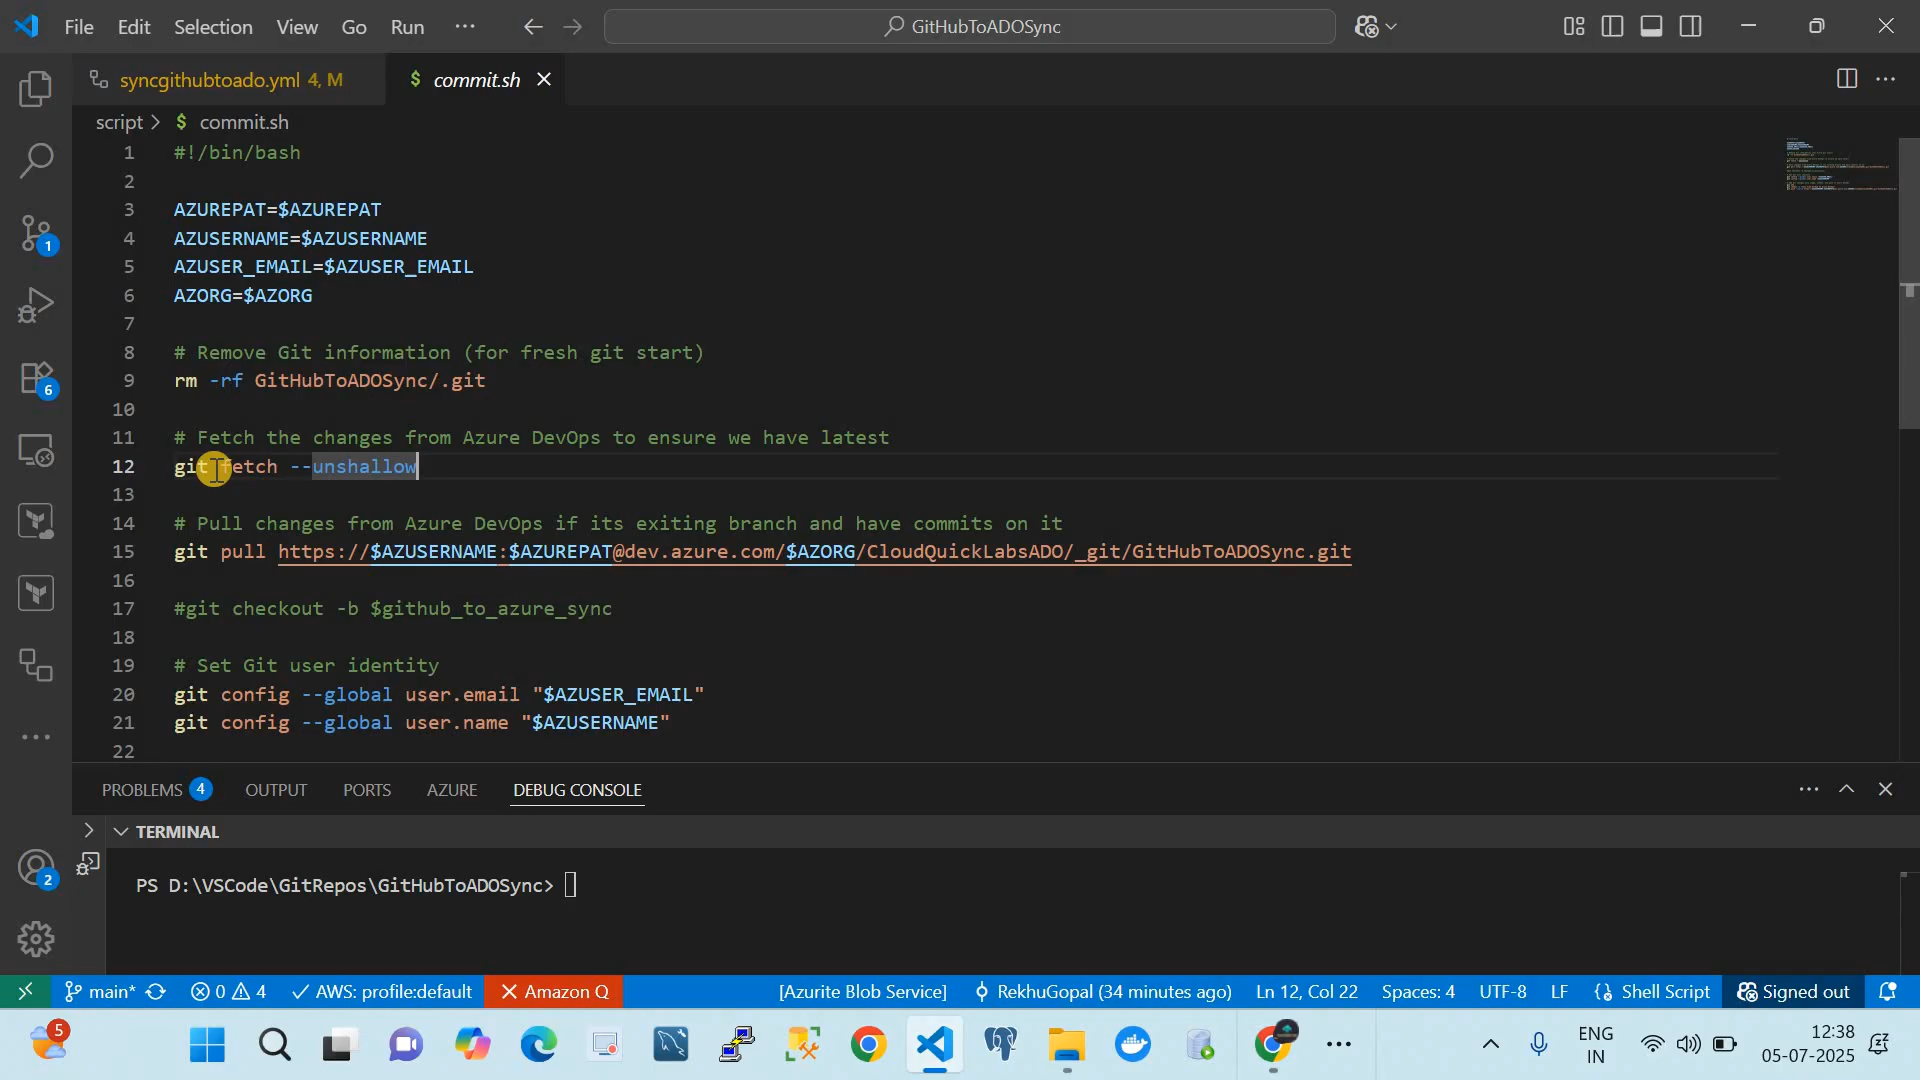 File Edit Selection View Go Run ··· GitHubToADOSync
syncgithubtoado.yml 4, M $ commit.sh
script > $ commit.sh
1 #!/bin/bash
2
3 AZUREPAT=$AZUREPAT
4 AZUSERNAME=$AZUSERNAME
5 AZUSER_EMAIL=$AZUSER_EMAIL
6 AZORG=$AZORG
7
8 # Remove Git information (for fresh git start)
9 rm -rf GitHubToADOSync/.git
10
11 # Fetch the changes from Azure DevOps to ensure we have latest
12 git fetch --unshallow
13
14 # Pull changes from Azure DevOps if its exiting branch and have commits on it
15 git pull https://$AZUSERNAME:$AZUREPAT@dev.azure.com/$AZORG/CloudQuickLabsADO/_git/GitHubToADOSync.git
16
17 #git checkout -b $github_to_azure_sync
18
19 # Set Git user identity
20 git config --global user.email "$AZUSER_EMAIL"
21 git config --global user.name "$AZUSERNAME"
22
1
6
2
PROBLEMS 4 OUTPUT PORTS AZURE DEBUG CONSOLE
TERMINAL
PS D:\VSCode\GitRepos\GitHubToADOSync>
main* 0 4 AWS: profile:default Amazon Q [Azurite Blob Service] RekhuGopal (34 minutes ago) Ln 12, Col 22 Spaces: 4 UTF-8 LF Shell Script Signed out
5 ENG 12:38
IN 05-07-2025